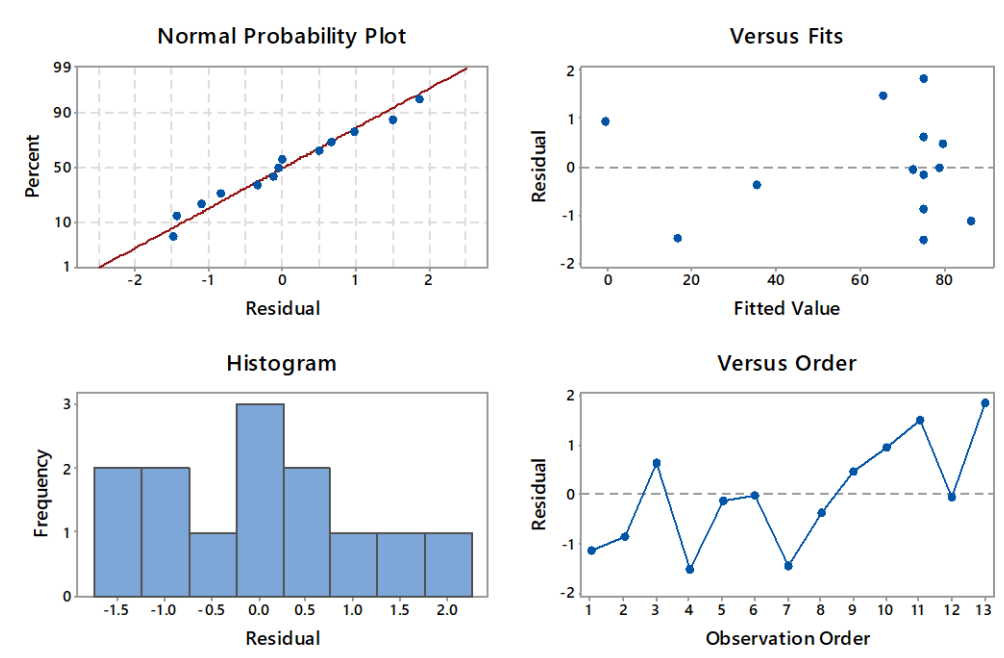 Normal Probability Plot
99
90
50
10
1
Percent
-2 -1 0 1 2
Residual
Versus Fits
2
1
0
-1
-2
Residual
0 20 40 60 80
Fitted Value
Histogram
3
2
1
0
Frequency
-1.5 -1.0 -0.5 0.0 0.5 1.0 1.5 2.0
Residual
Versus Order
2
1
0
-1
-2
Residual
1 2 3 4 5 6 7 8 9 10 11 12 13
Observation Order